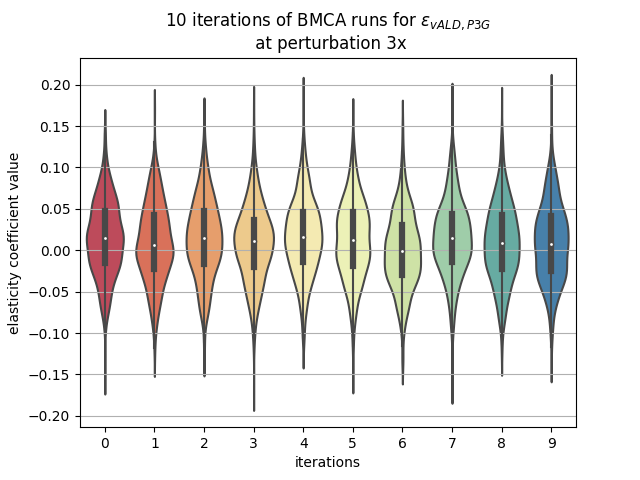 10 iterations of BMCA runs for ε_{vALD, P3G}
at perturbation 3x
elasticity coefficient value
0.20
0.15
0.10
0.05
0.00
−0.05
−0.10
−0.15
−0.20
0 1 2 3 4 5 6 7 8 9
iterations